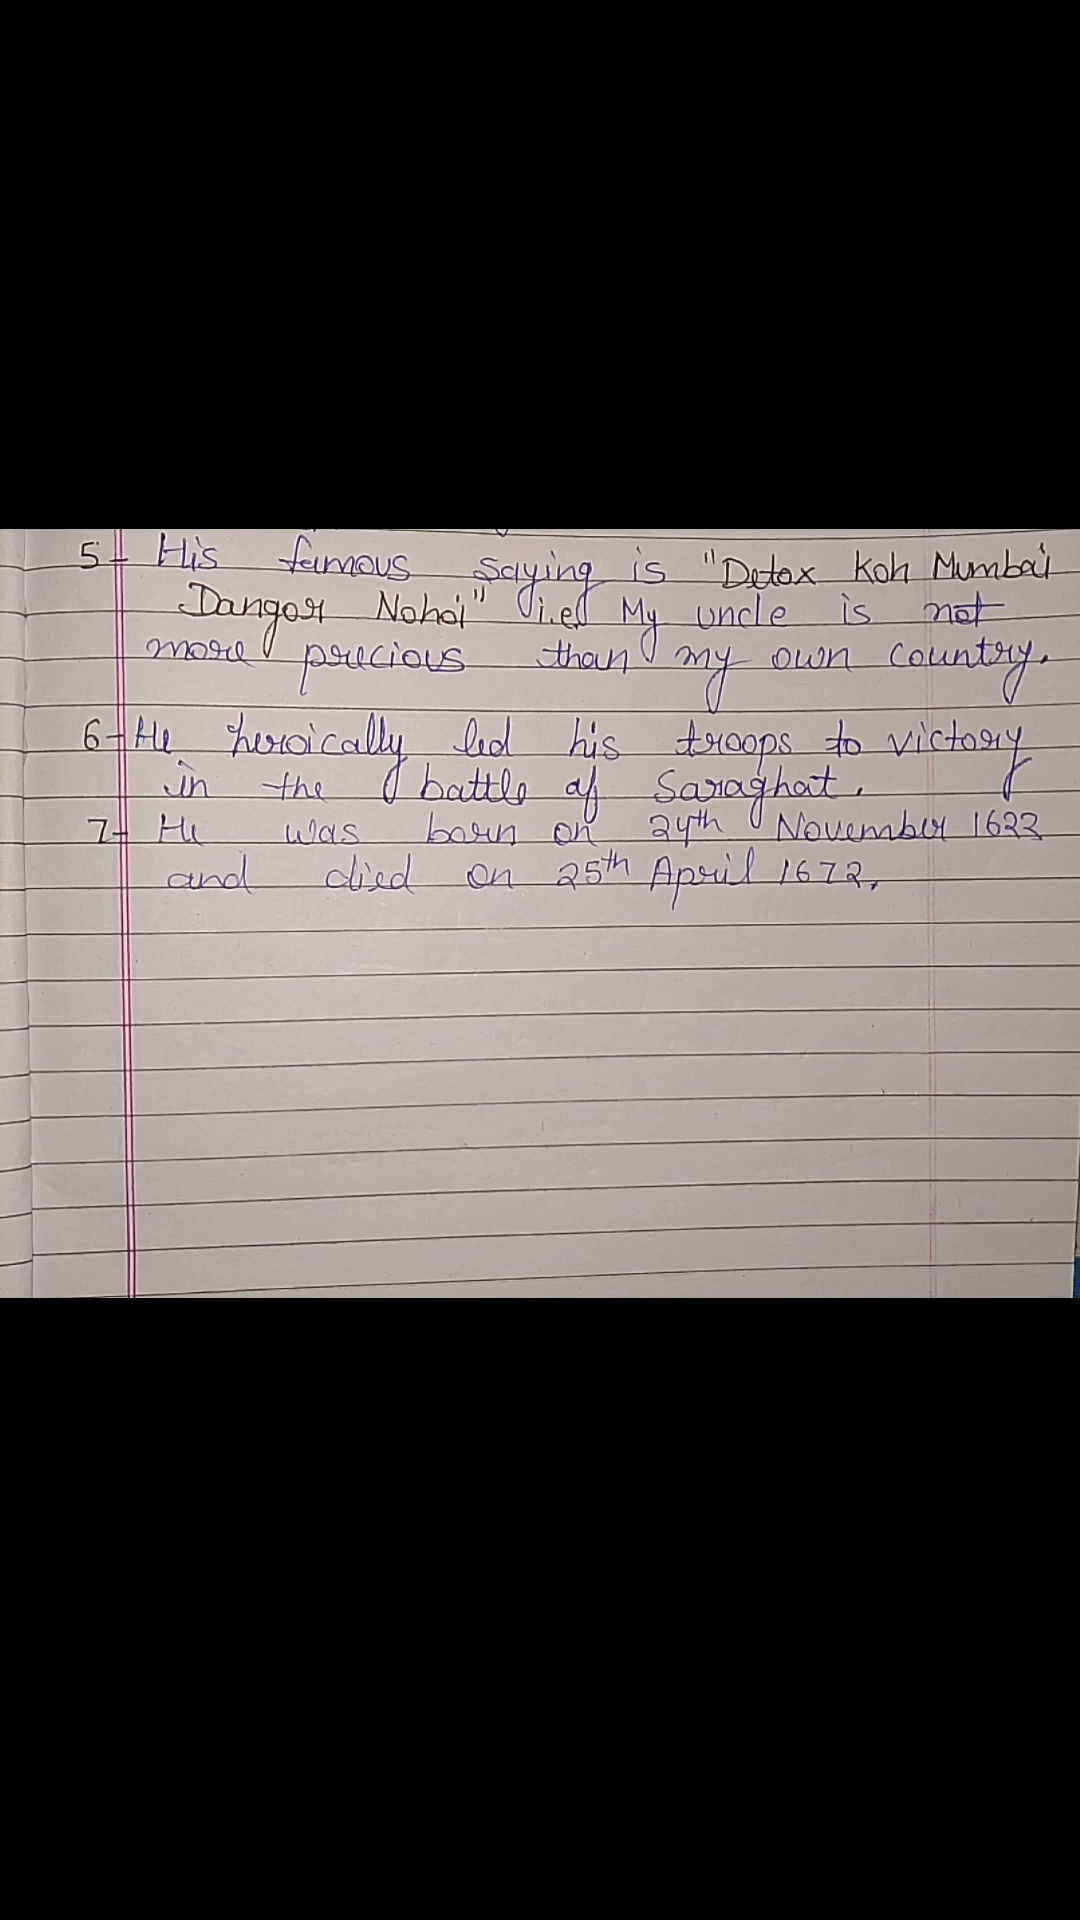 5- His famous saying is "Detox Koh Mumbai
Dangor Nohoi" i.e. My uncle is not
more precious than my own country.
6- He heroically led his troops to victory
in the battle of Saraghat.
7- He was born on 24th November 1622
and died on 25th April 1672.